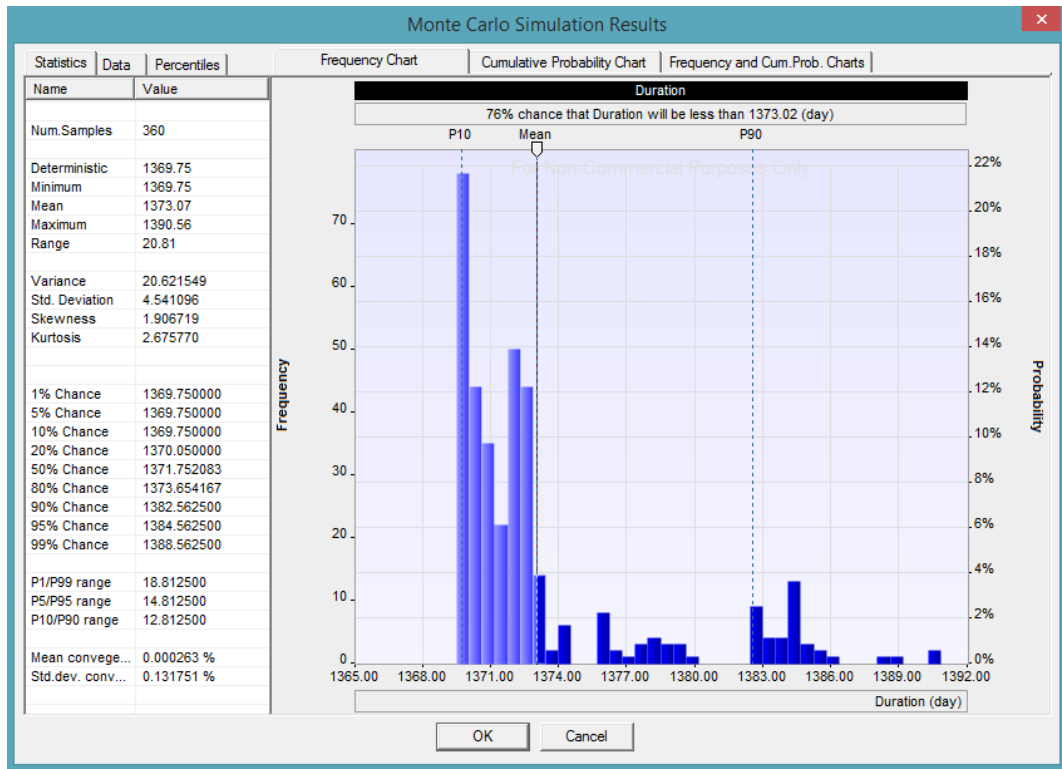 Monte Carlo Simulation Results
Statistics Data Percentiles
Frequency Chart Cumulative Probability Chart Frequency and Cum.Prob. Charts
Name Value
Num.Samples 360
Deterministic 1369.75
Minimum 1369.75
Mean 1373.07
Maximum 1390.56
Range 20.81
Variance 20.621549
Std. Deviation 4.541096
Skewness 1.906719
Kurtosis 2.675770
1% Chance 1369.750000
5% Chance 1369.750000
10% Chance 1369.750000
20% Chance 1370.050000
50% Chance 1371.752083
80% Chance 1373.654167
90% Chance 1382.562500
95% Chance 1384.562500
99% Chance 1388.562500
P1/P99 range 18.812500
P5/P95 range 14.812500
P10/P90 range 12.812500
Mean convege... 0.000263 %
Std.dev. conv... 0.131751 %
Duration
76% chance that Duration will be less than 1373.02 (day)
P10 Mean P90
For Non-Commercial Purposes Only
Frequency
70
60
50
40
30
20
10
0
22%
20%
18%
16%
14%
12%
10%
8%
6%
4%
2%
0%
Probability
1365.00 1368.00 1371.00 1374.00 1377.00 1380.00 1383.00 1386.00 1389.00 1392.00
Duration (day)
OK Cancel